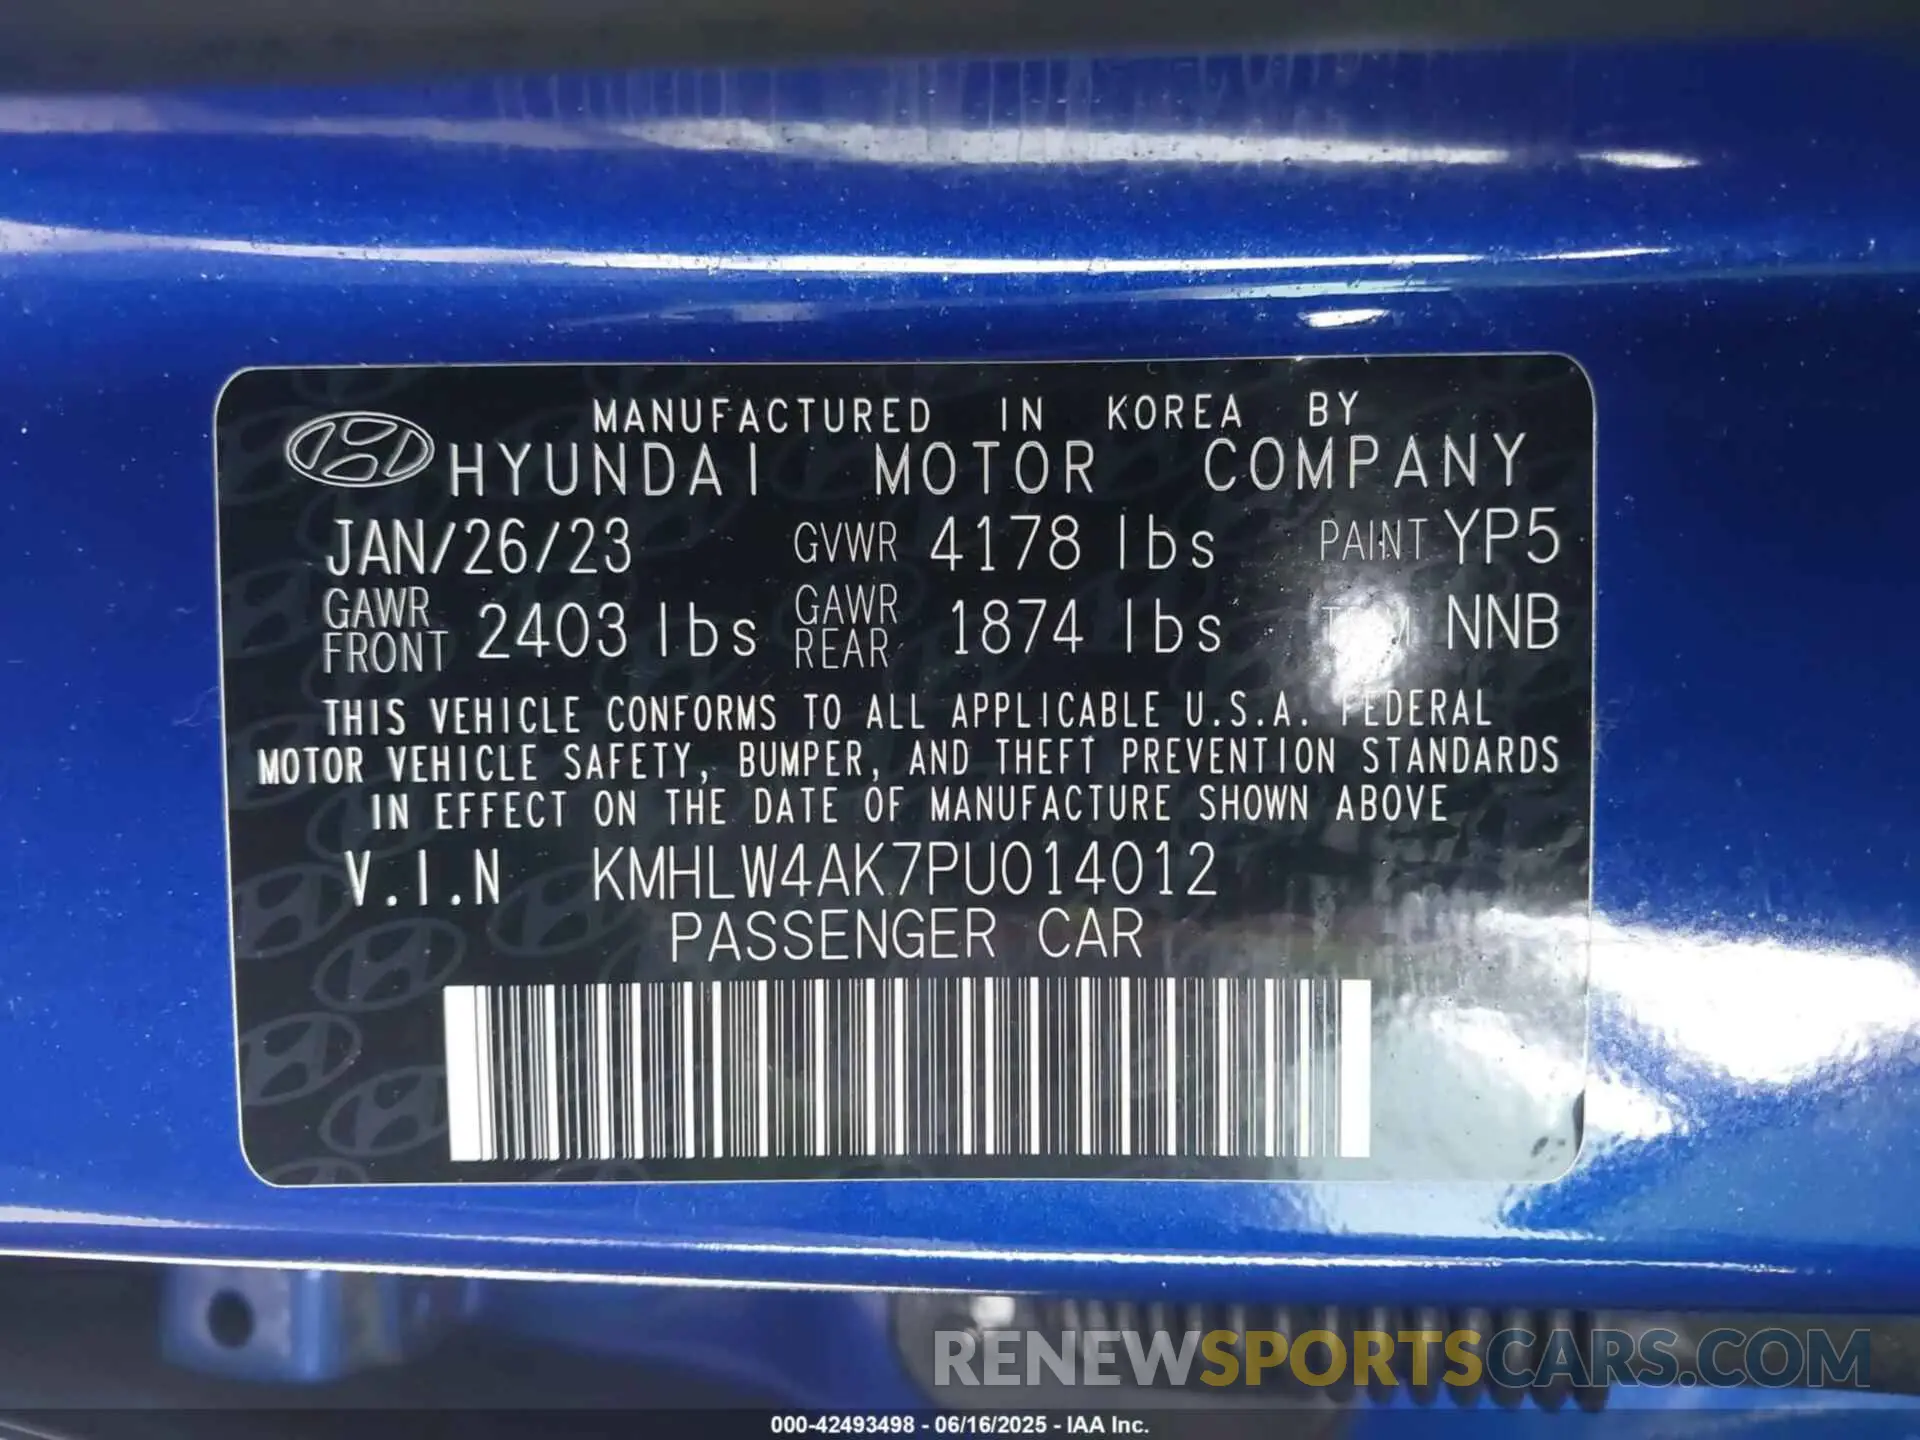 MANUFACTURED IN KOREA BY
HYUNDAI MOTOR COMPANY
JAN/26/23 GVWR 4178 lbs PAINT YP5
GAWR FRONT 2403 lbs GAWR REAR 1874 lbs TRIM NNB
THIS VEHICLE CONFORMS TO ALL APPLICABLE U.S.A. FEDERAL
MOTOR VEHICLE SAFETY, BUMPER, AND THEFT PREVENTION STANDARDS
IN EFFECT ON THE DATE OF MANUFACTURE SHOWN ABOVE
V.I.N KMHLW4AK7PU014012
PASSENGER CAR
RENEWSPORTSCARS.COM
000-42493498 - 06/16/2025 - IAA Inc.